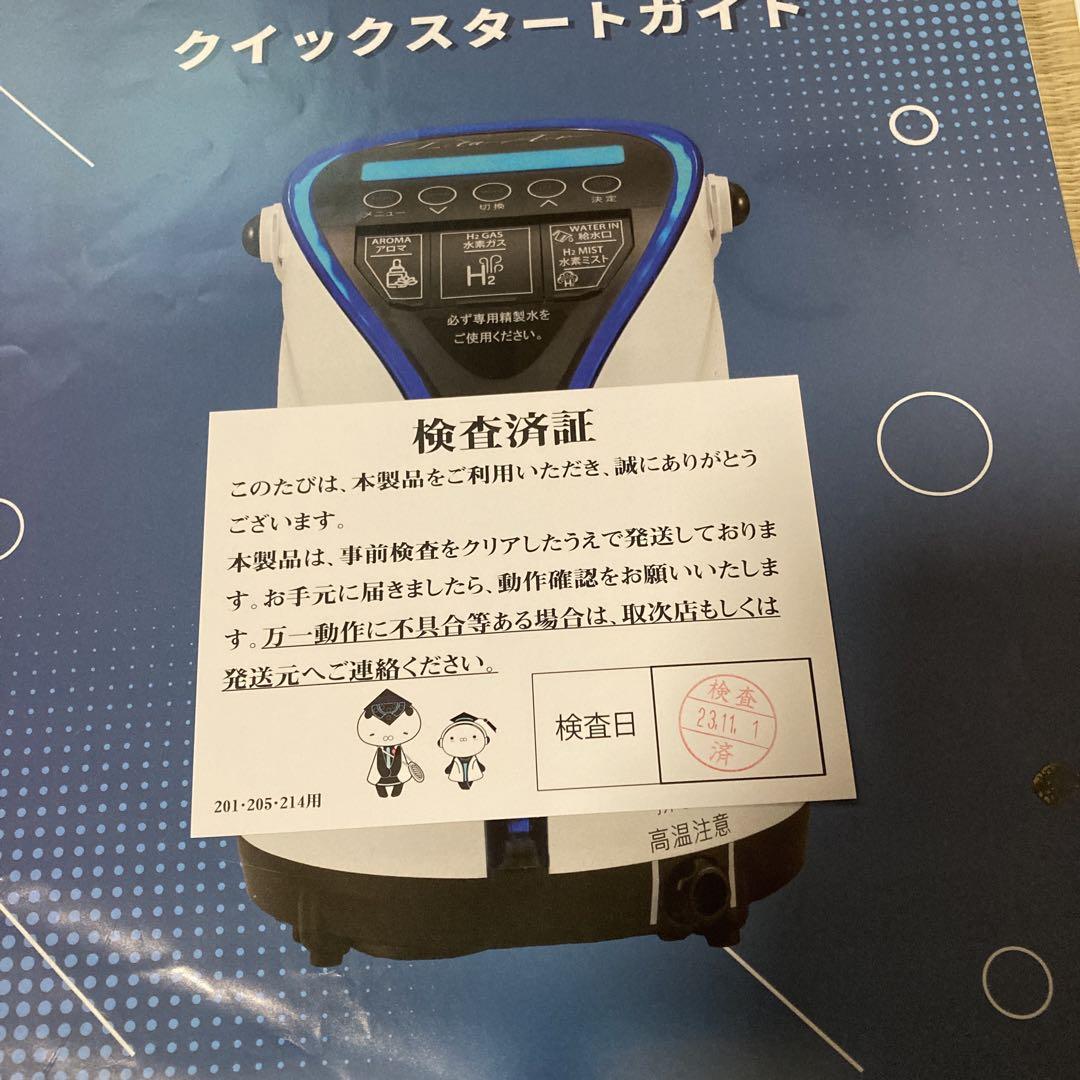 クイックスタートガイド
メニュー
切換
決定
AROMA
アロマ
H2 GAS
水素ガス
H2
WATER IN
給水口
H2 MIST
水素ミスト
H
必ず専用精製水を
ご使用ください。
検査済証
このたびは、本製品をご利用いただき、誠にありがとう
ございます。
本製品は、事前検査をクリアしたうえで発送しておりま
す。お手元に届きましたら、動作確認をお願いいたしま
す。万一動作に不具合等ある場合は、取次店もしくは
発送元へご連絡ください。
検査日
検査
23.11. 1
済
201・205・214用
高温注意